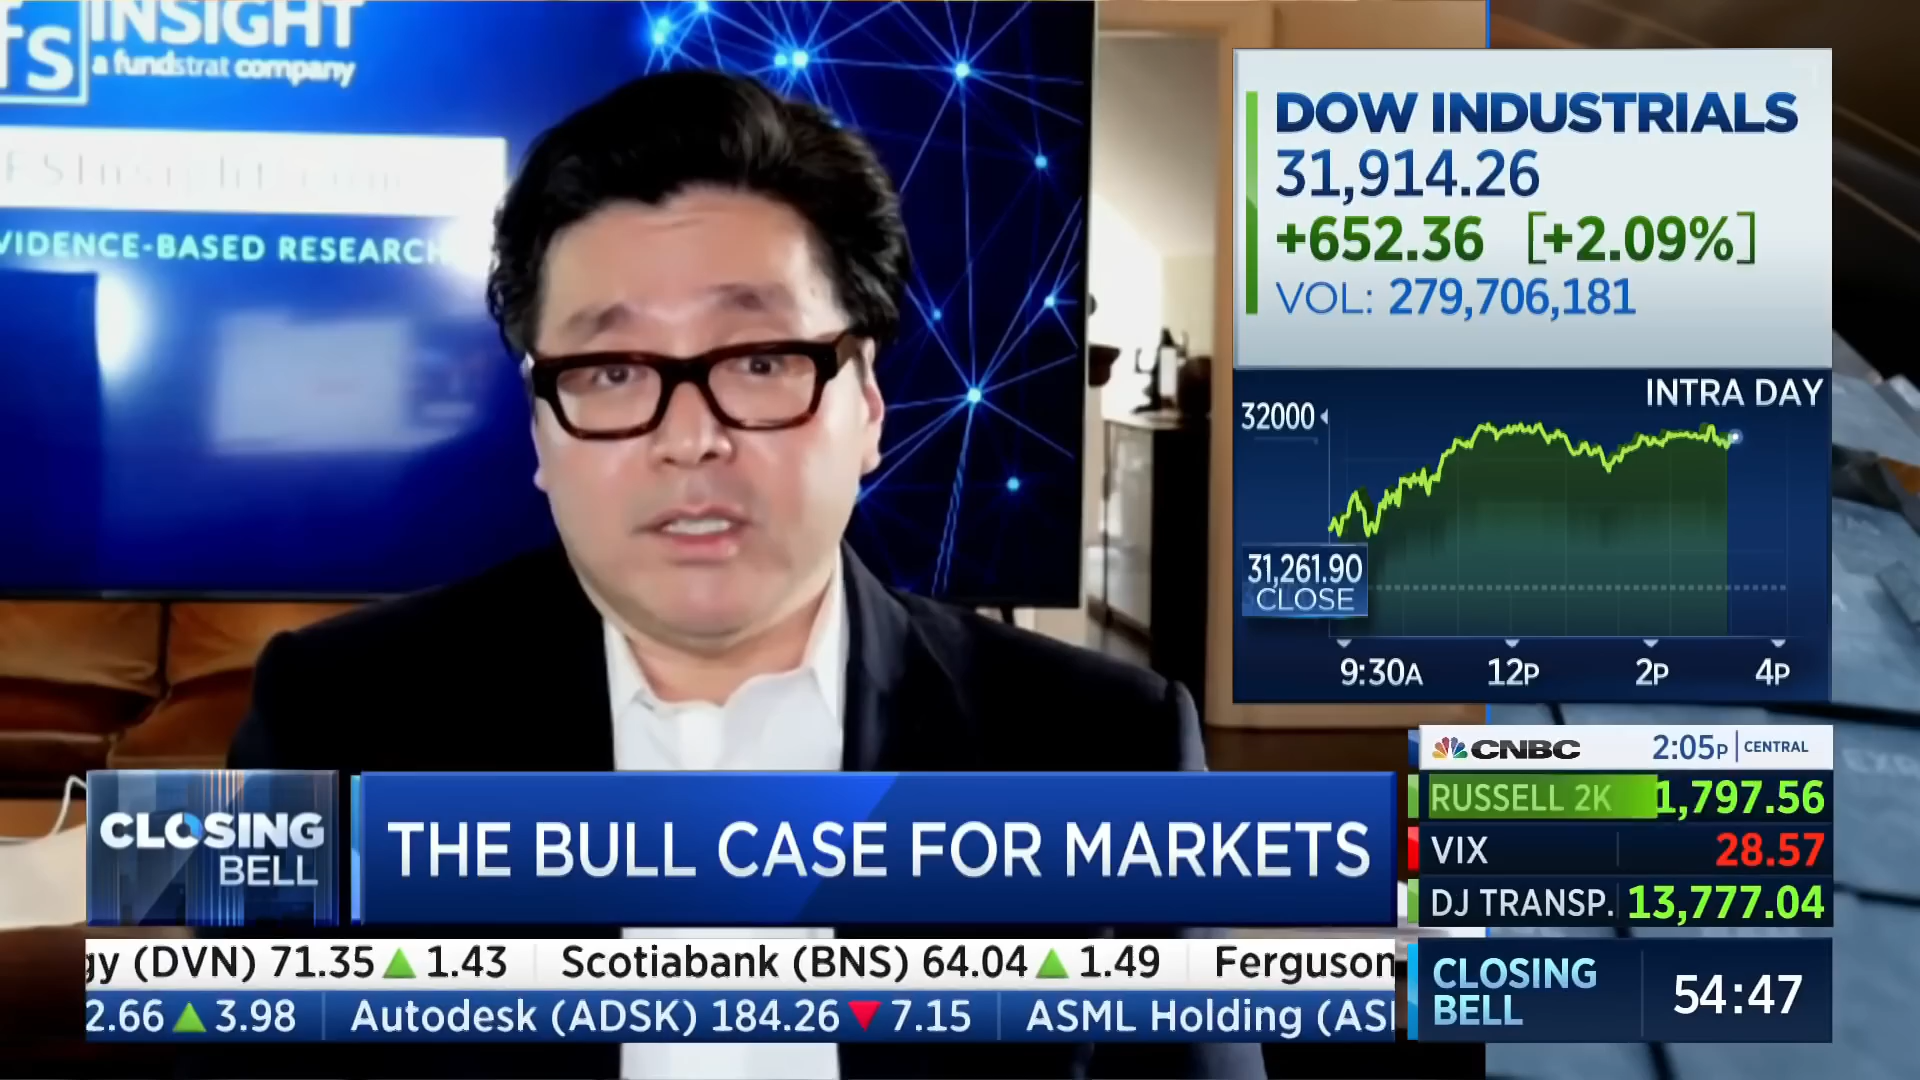 fs INSIGHT
a fundstrat company
VIDENCE-BASED RESEARCH
DOW INDUSTRIALS
31,914.26
+652.36 [+2.09%]
VOL: 279,706,181
INTRA DAY
32000
31,261.90
CLOSE
9:30A 12P 2P 4P
CNBC 2:05P CENTRAL
RUSSELL 2K 1,797.56
VIX 28.57
DJ TRANSP. 13,777.04
CLOSING
BELL
THE BULL CASE FOR MARKETS
gy (DVN) 71.35 ▲ 1.43 Scotiabank (BNS) 64.04 ▲ 1.49 Ferguson
2.66 ▲ 3.98 Autodesk (ADSK) 184.26 ▼ 7.15 ASML Holding (AS
CLOSING
BELL
54:47